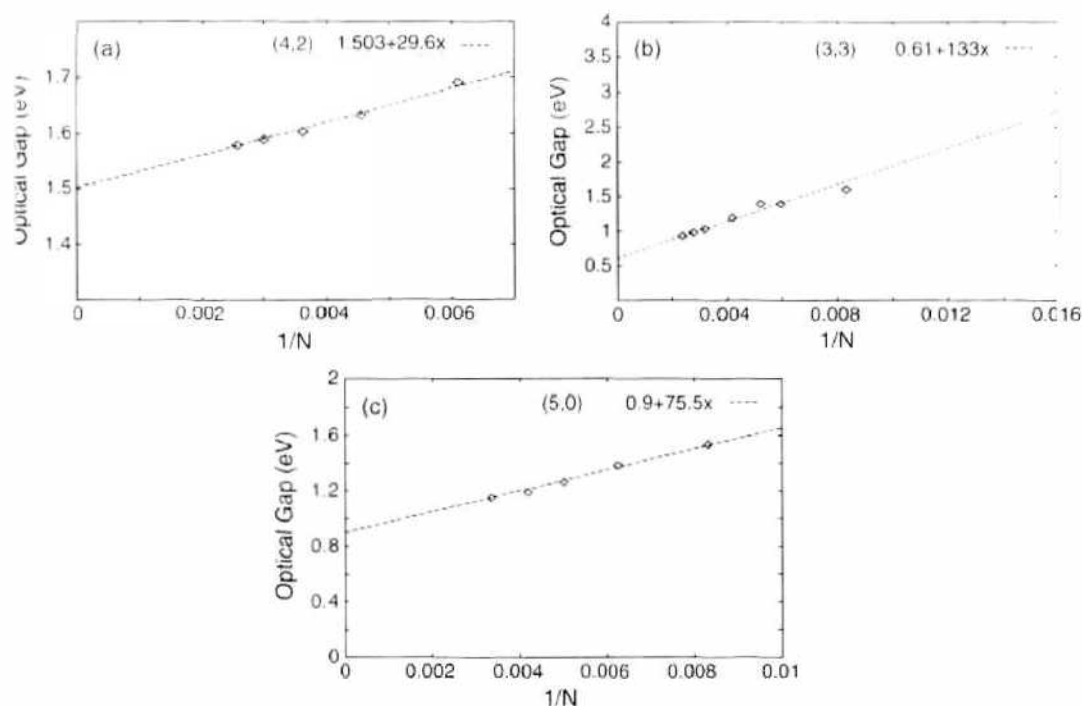 (a) (4,2) 1.503+29.6x
Optical Gap (eV)
1.7
1.6
1.5
1.4
0 0.002 0.004 0.006
1/N
(b) (3,3) 0.61+133x
Optical Gap (eV)
4
3.5
3
2.5
2
1.5
1
0.5
0 0.004 0.008 0.012 0.016
1/N
(c) (5,0) 0.9+75.5x
Optical Gap (eV)
2
1.6
1.2
0.8
0.4
0
0 0.002 0.004 0.006 0.008 0.01
1/N